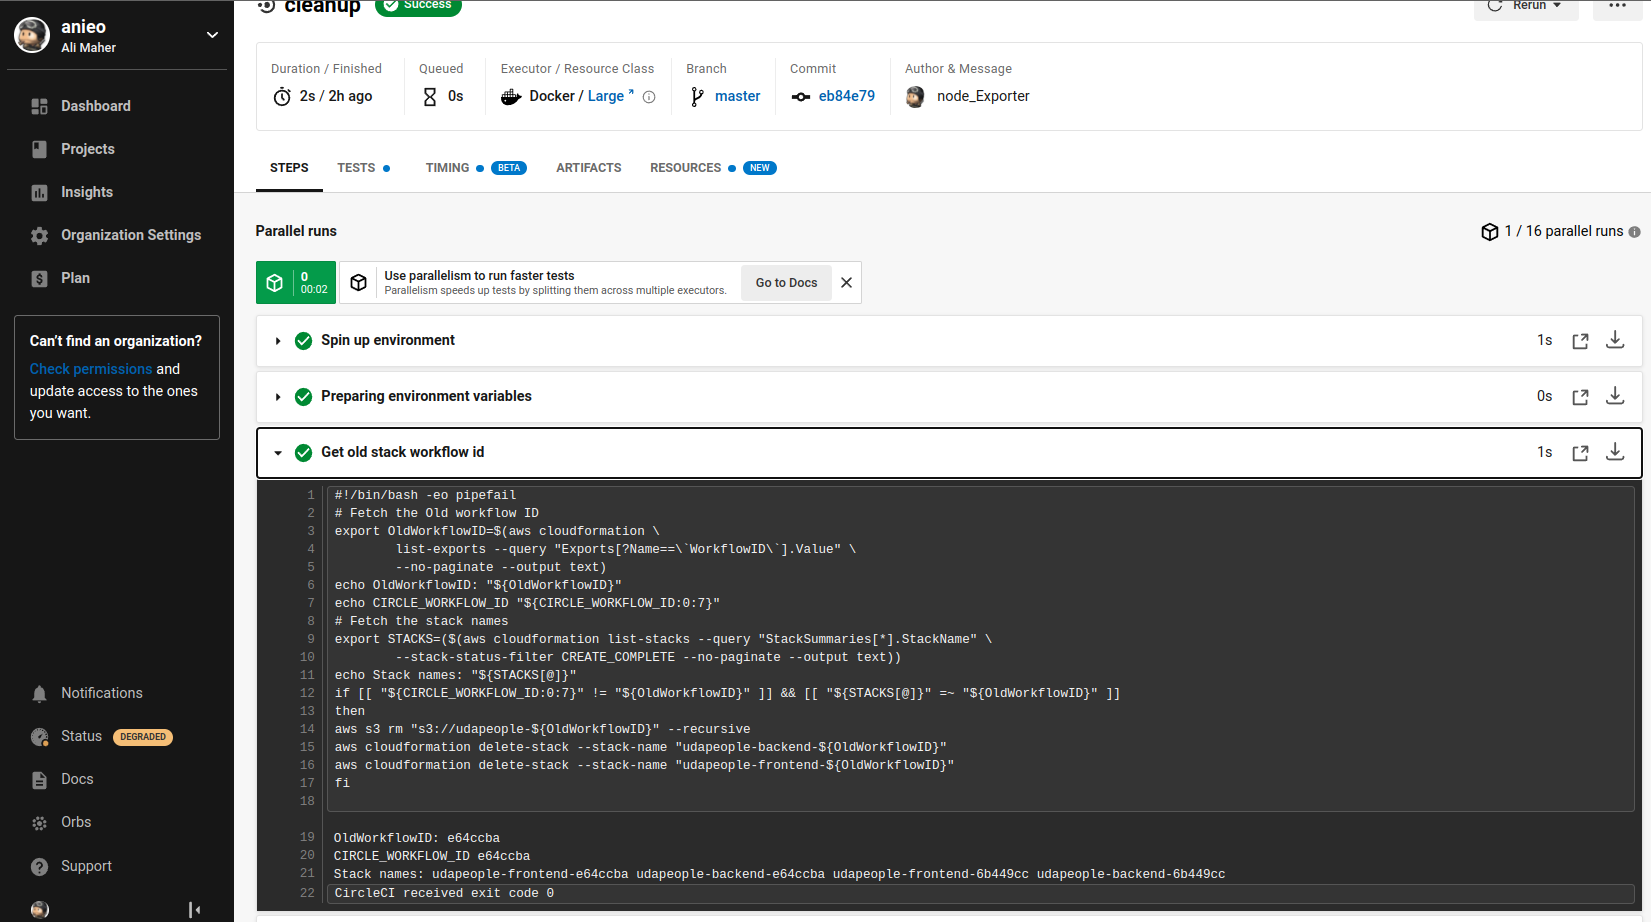 anieo
Ali Maher
Dashboard
Projects
Insights
Organization Settings
Plan
Can't find an organization?
Check permissions and
update access to the ones
you want.
Notifications
Status DEGRADED
Docs
Orbs
Support
cleanup Success
Rerun
Duration / Finished
2s / 2h ago
Queued
0s
Executor / Resource Class
Docker / Large
Branch
master
Commit
eb84e79
Author & Message
node_Exporter
STEPS TESTS TIMING BETA ARTIFACTS RESOURCES NEW
Parallel runs
1 / 16 parallel runs
0
00:02
Use parallelism to run faster tests
Parallelism speeds up tests by splitting them across multiple executors.
Go to Docs
Spin up environment 1s
Preparing environment variables 0s
Get old stack workflow id 1s
1 #!/bin/bash -eo pipefail
2 # Fetch the Old workflow ID
3 export OldWorkflowID=$(aws cloudformation \
4 list-exports --query "Exports[?Name==\`WorkflowID\`].Value" \
5 --no-paginate --output text)
6 echo OldWorkflowID: "${OldWorkflowID}"
7 echo CIRCLE_WORKFLOW_ID "${CIRCLE_WORKFLOW_ID:0:7}"
8 # Fetch the stack names
9 export STACKS=($(aws cloudformation list-stacks --query "StackSummaries[*].StackName" \
10 --stack-status-filter CREATE_COMPLETE --no-paginate --output text))
11 echo Stack names: "${STACKS[@]}"
12 if [[ "${CIRCLE_WORKFLOW_ID:0:7}" != "${OldWorkflowID}" ]] && [[ "${STACKS[@]}" =~ "${OldWorkflowID}" ]]
13 then
14 aws s3 rm "s3://udapeople-${OldWorkflowID}" --recursive
15 aws cloudformation delete-stack --stack-name "udapeople-backend-${OldWorkflowID}"
16 aws cloudformation delete-stack --stack-name "udapeople-frontend-${OldWorkflowID}"
17 fi
18
19 OldWorkflowID: e64ccba
20 CIRCLE_WORKFLOW_ID e64ccba
21 Stack names: udapeople-frontend-e64ccba udapeople-backend-e64ccba udapeople-frontend-6b449cc udapeople-backend-6b449cc
22 CircleCI received exit code 0